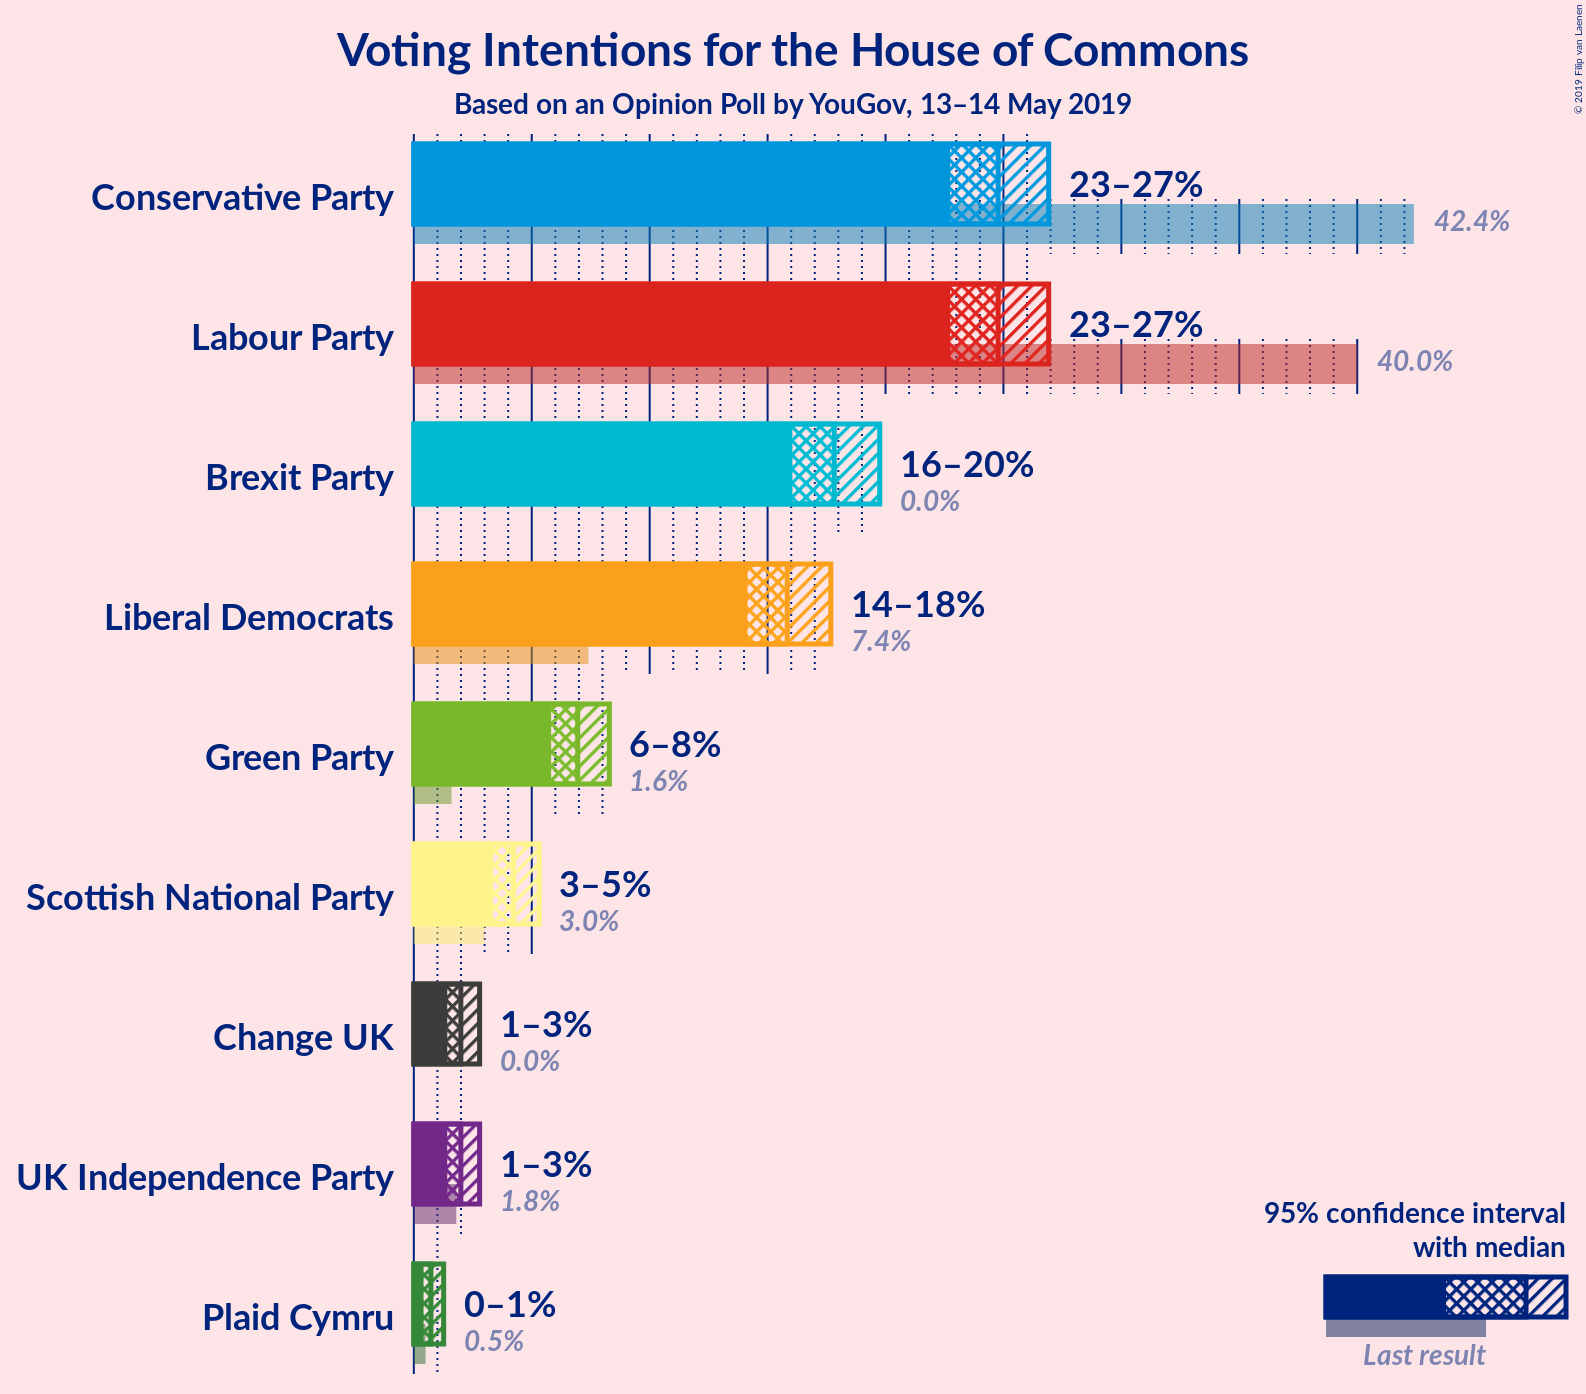 Voting Intentions for the House of Commons
Based on an Opinion Poll by YouGov, 13–14 May 2019
© 2019 Filip van Laenen
Conservative Party
23–27%
42.4%
Labour Party
23–27%
40.0%
Brexit Party
16–20%
0.0%
Liberal Democrats
14–18%
7.4%
Green Party
6–8%
1.6%
Scottish National Party
3–5%
3.0%
Change UK
1–3%
0.0%
UK Independence Party
1–3%
1.8%
Plaid Cymru
0–1%
0.5%
95% confidence interval
with median
Last result